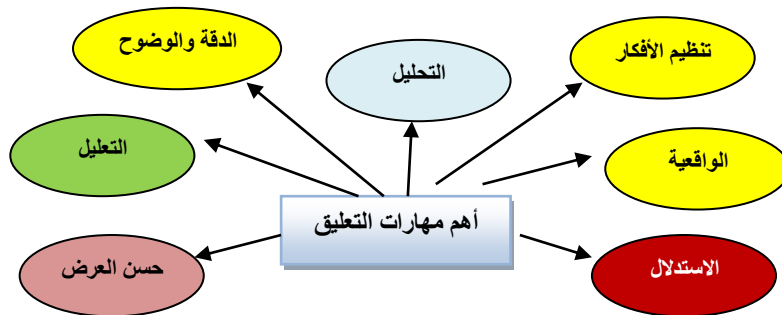 تنظيم الأفكار
التحليل
الدقة والوضوح
الواقعية
التعليل
أهم مهارات التعليق
الاستدلال
حسن العرض